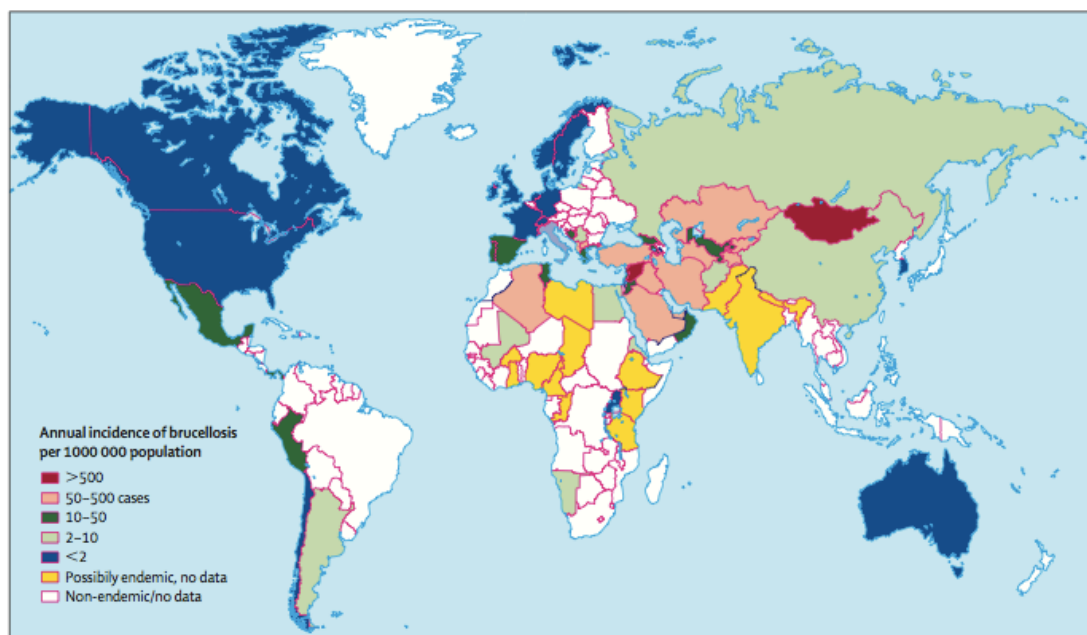 Annual incidence of brucellosis
per 1000 000 population
>500
50–500 cases
10–50
2–10
<2
Possibily endemic, no data
Non-endemic/no data